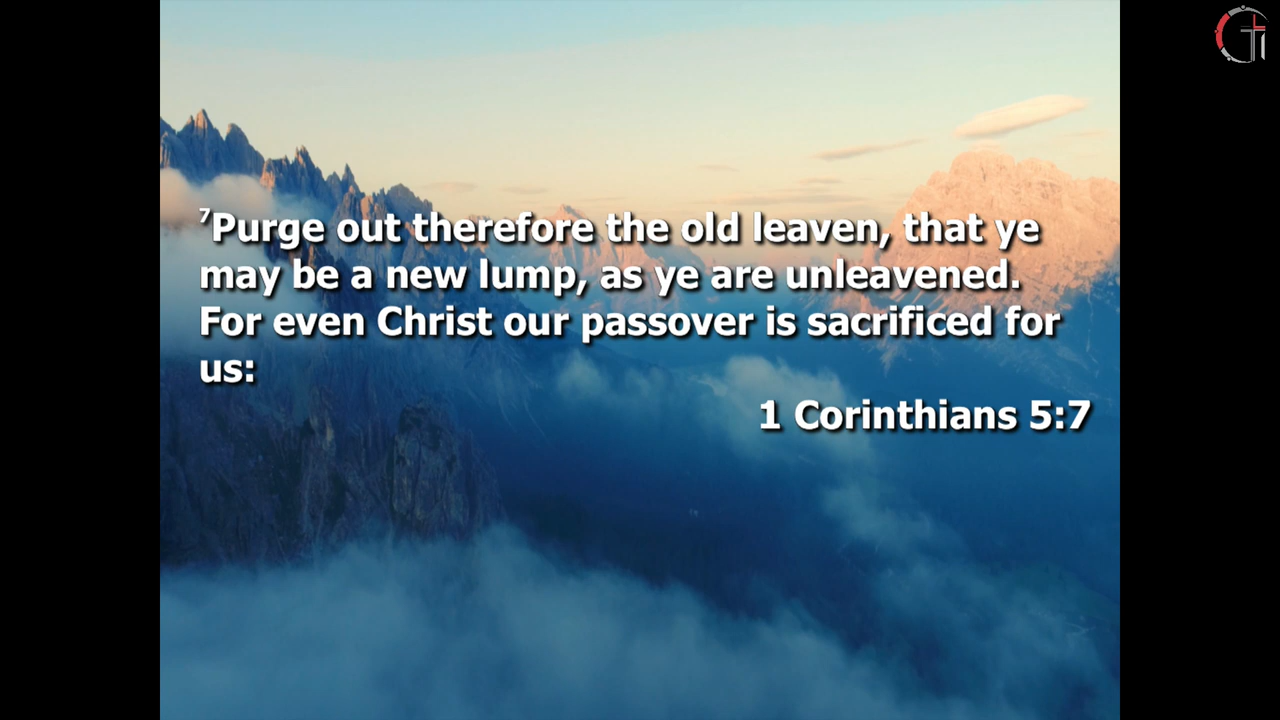 ⁷Purge out therefore the old leaven, that ye
may be a new lump, as ye are unleavened.
For even Christ our passover is sacrificed for
us:
1 Corinthians 5:7